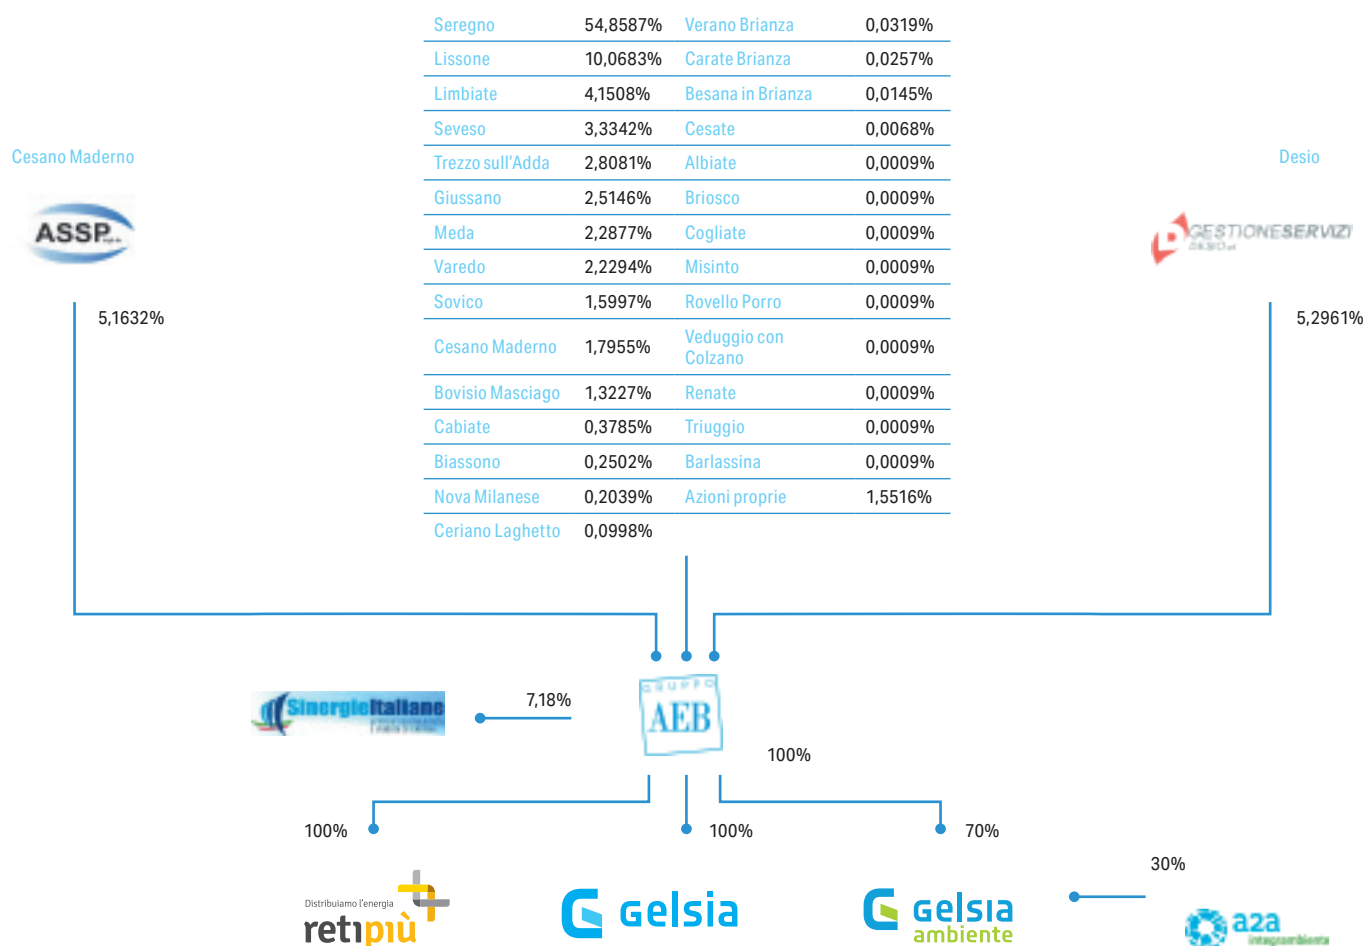 Seregno 54,8587% Verano Brianza 0,0319%
Lissone 10,0683% Carate Brianza 0,0257%
Limbiate 4,1508% Besana in Brianza 0,0145%
Seveso 3,3342% Cesate 0,0068%
Trezzo sull'Adda 2,8081% Albiate 0,0009%
Giussano 2,5146% Briosco 0,0009%
Meda 2,2877% Cogliate 0,0009%
Varedo 2,2294% Misinto 0,0009%
Sovico 1,5997% Rovello Porro 0,0009%
Cesano Maderno 1,7955% Veduggio con
Colzano 0,0009%
Bovisio Masciago 1,3227% Renate 0,0009%
Cabiate 0,3785% Triuggio 0,0009%
Biassono 0,2502% Barlassina 0,0009%
Nova Milanese 0,2039% Azioni proprie 1,5516%
Ceriano Laghetto 0,0998%
Cesano Maderno
ASSP
5,1632%
Desio
GESTIONESERVIZI
DESIO
5,2961%
SinergieItaliane
7,18%
GRUPPO
AEB
100%
100%
100%
70%
30%
Distribuiamo l'energia
retipiù
Gelsia
Gelsia
ambiente
a2a
integrambiente